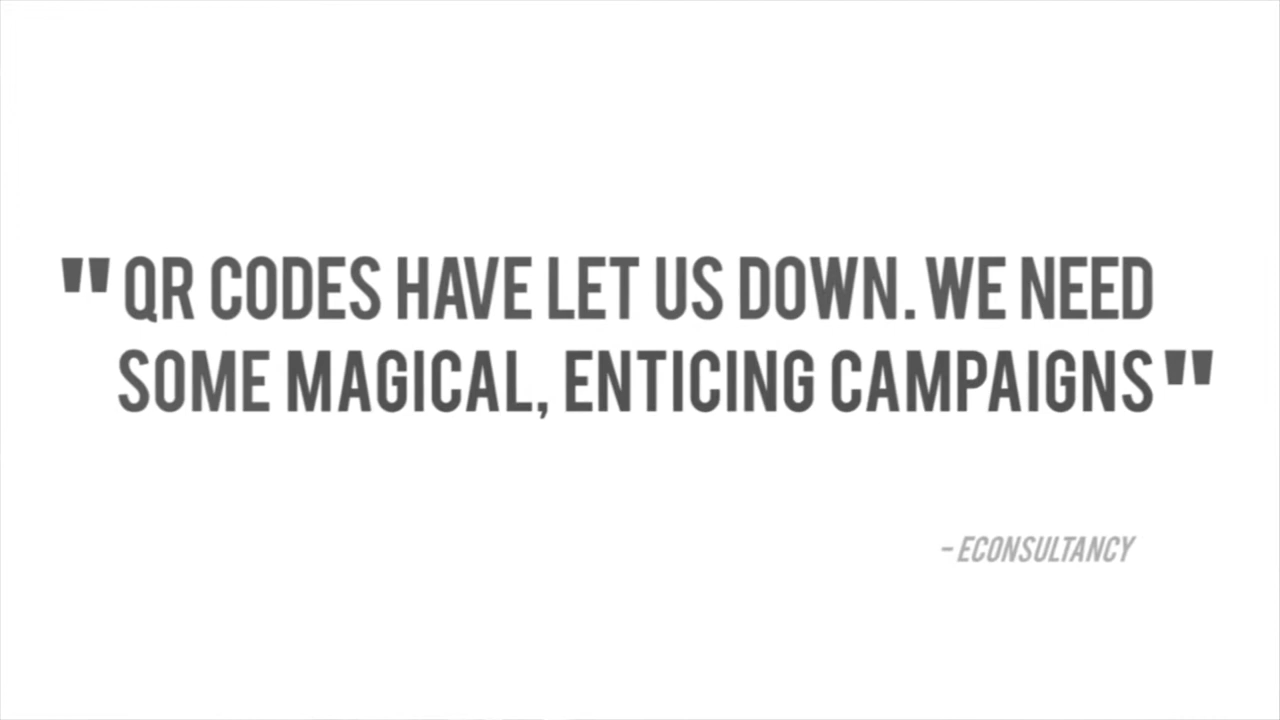 "QR CODES HAVE LET US DOWN. WE NEED
SOME MAGICAL, ENTICING CAMPAIGNS"
- ECONSULTANCY